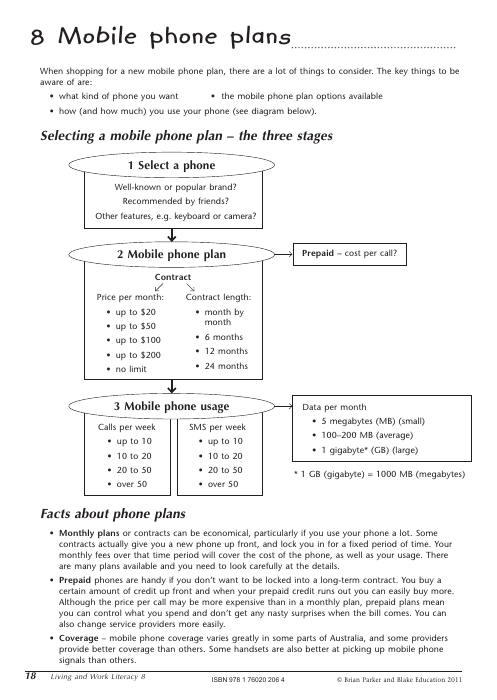 8 Mobile phone plans
When shopping for a new mobile phone plan, there are a lot of things to consider. The key things to be
aware of are:
• what kind of phone you want • the mobile phone plan options available
• how (and how much) you use your phone (see diagram below).
Selecting a mobile phone plan – the three stages
1 Select a phone
Well-known or popular brand?
Recommended by friends?
Other features, e.g. keyboard or camera?
2 Mobile phone plan
Prepaid – cost per call?
Contract
Price per month:
• up to $20
• up to $50
• up to $100
• up to $200
• no limit
Contract length:
• month by
month
• 6 months
• 12 months
• 24 months
3 Mobile phone usage
Calls per week
• up to 10
• 10 to 20
• 20 to 50
• over 50
SMS per week
• up to 10
• 10 to 20
• 20 to 50
• over 50
Data per month
• 5 megabytes (MB) (small)
• 100–200 MB (average)
• 1 gigabyte* (GB) (large)
* 1 GB (gigabyte) = 1000 MB (megabytes)
Facts about phone plans
• Monthly plans or contracts can be economical, particularly if you use your phone a lot. Some
contracts actually give you a new phone up front, and lock you in for a fixed period of time. Your
monthly fees over that time period will cover the cost of the phone, as well as your usage. There
are many plans available and you need to look carefully at the details.
• Prepaid phones are handy if you don't want to be locked into a long-term contract. You buy a
certain amount of credit up front and when your prepaid credit runs out you can easily buy more.
Although the price per call may be more expensive than in a monthly plan, prepaid plans mean
you can control what you spend and don't get any nasty surprises when the bill comes. You can
also change service providers more easily.
• Coverage – mobile phone coverage varies greatly in some parts of Australia, and some providers
provide better coverage than others. Some handsets are also better at picking up mobile phone
signals than others.
18 Living and Work Literacy 8 ISBN 978 1 76020 206 4 © Brian Parker and Blake Education 2011